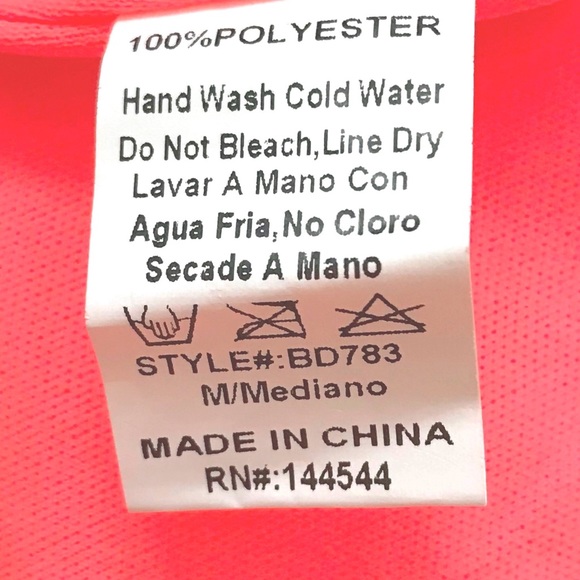 100%POLYESTER
Hand Wash Cold Water
Do Not Bleach,Line Dry
Lavar A Mano Con
Agua Fria,No Cloro
Secade A Mano
STYLE#:BD783
M/Mediano
MADE IN CHINA
RN#:144544